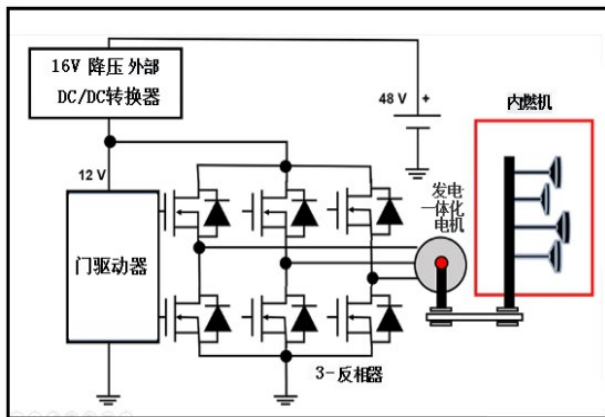 16V 降压 外部
DC/DC转换器
48 V
+
内燃机
12 V
发电
一体化
电机
门驱动器
3-反相器